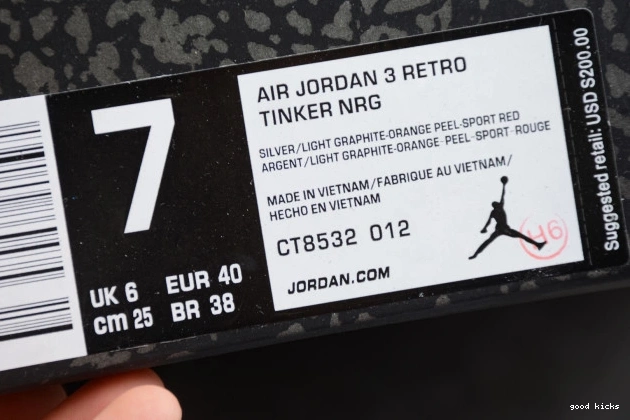 7
UK 6 EUR 40
cm 25 BR 38
AIR JORDAN 3 RETRO
TINKER NRG
SILVER/LIGHT GRAPHITE-ORANGE PEEL-SPORT RED
ARGENT/LIGHT GRAPHITE-ORANGE-PEEL-SPORT-ROUGE
MADE IN VIETNAM/FABRIQUE AU VIETNAM/
HECHO EN VIETNAM
CT8532 012
JORDAN.COM
H6
Suggested retail: USD $200.00
good kicks